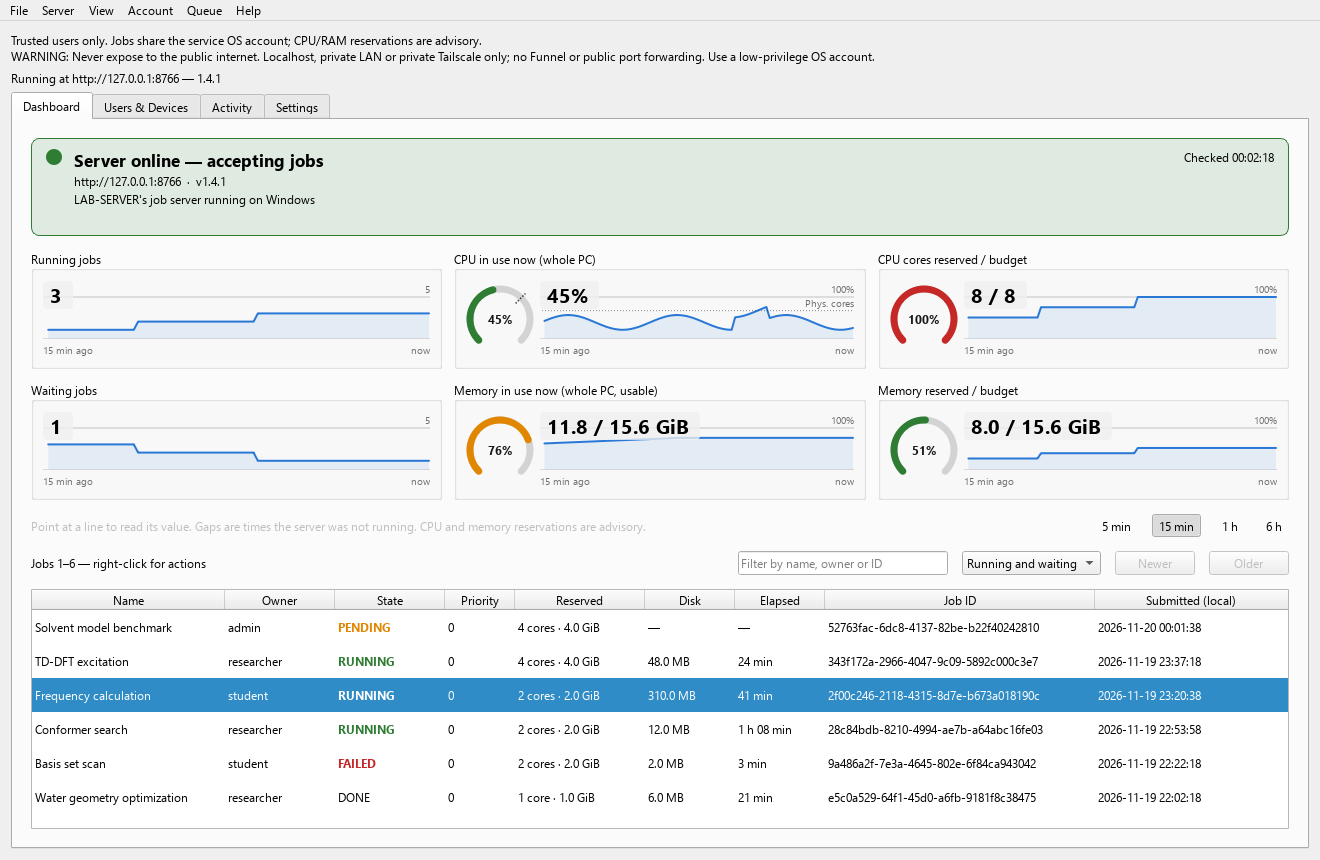 File Server View Account Queue Help
Trusted users only. Jobs share the service OS account; CPU/RAM reservations are advisory.
WARNING: Never expose to the public internet. Localhost, private LAN or private Tailscale only; no Funnel or public port forwarding. Use a low-privilege OS account.
Running at http://127.0.0.1:8766 — 1.4.1
Dashboard Users & Devices Activity Settings
Server online — accepting jobs Checked 00:02:18
http://127.0.0.1:8766 · v1.4.1
LAB-SERVER's job server running on Windows
Running jobs
3 5
15 min ago now
CPU in use now (whole PC)
45% 45% 100%
Phys. cores
15 min ago now
CPU cores reserved / budget
100% 8 / 8 100%
15 min ago now
Waiting jobs
1 5
15 min ago now
Memory in use now (whole PC, usable)
76% 11.8 / 15.6 GiB 100%
15 min ago now
Memory reserved / budget
51% 8.0 / 15.6 GiB 100%
15 min ago now
Point at a line to read its value. Gaps are times the server was not running. CPU and memory reservations are advisory. 5 min 15 min 1 h 6 h
Jobs 1–6 — right-click for actions Filter by name, owner or ID Running and waiting Newer Older
Name Owner State Priority Reserved Disk Elapsed Job ID Submitted (local)
Solvent model benchmark admin PENDING 0 4 cores · 4.0 GiB — — 52763fac-6dc8-4137-82be-b22f40242810 2026-11-20 00:01:38
TD-DFT excitation researcher RUNNING 0 4 cores · 4.0 GiB 48.0 MB 24 min 343f172a-2966-4047-9c09-5892c000c3e7 2026-11-19 23:37:18
Frequency calculation student RUNNING 0 2 cores · 2.0 GiB 310.0 MB 41 min 2f00c246-2118-4315-8d7e-b673a018190c 2026-11-19 23:20:38
Conformer search researcher RUNNING 0 2 cores · 2.0 GiB 12.0 MB 1 h 08 min 28c84bdb-8210-4994-ae7b-a64abc16fe03 2026-11-19 22:53:58
Basis set scan student FAILED 0 2 cores · 2.0 GiB 2.0 MB 3 min 9a486a2f-7e3a-4645-802e-6f84ca943042 2026-11-19 22:22:18
Water geometry optimization researcher DONE 0 1 core · 1.0 GiB 6.0 MB 21 min e5c0a529-64f1-45d0-a6fb-9181f8c38475 2026-11-19 22:02:18